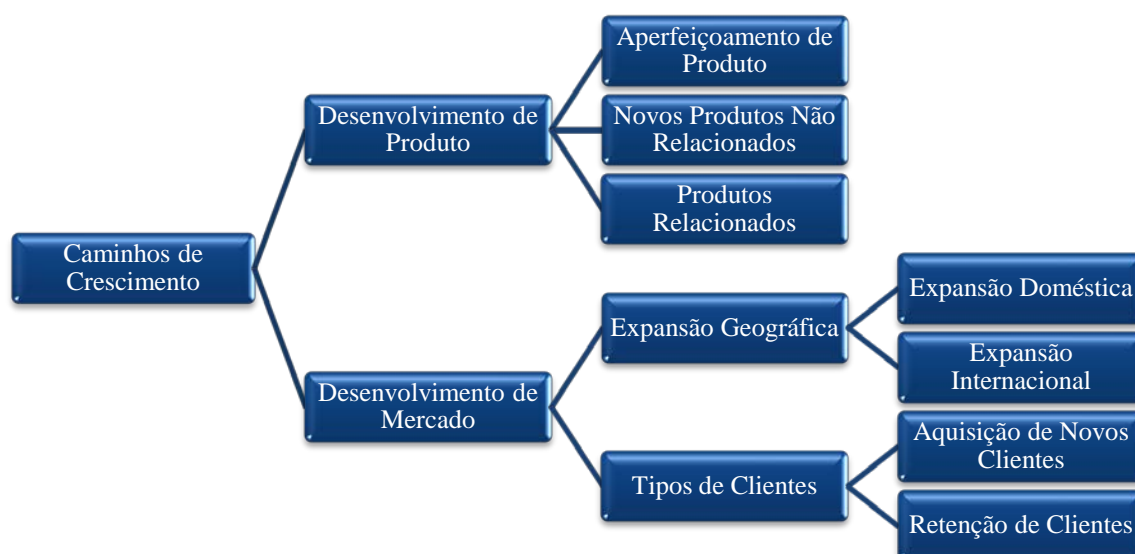 Caminhos de
Crescimento
Desenvolvimento de
Produto
Aperfeiçoamento de
Produto
Novos Produtos Não
Relacionados
Produtos
Relacionados
Desenvolvimento de
Mercado
Expansão Geográfica
Expansão Doméstica
Expansão
Internacional
Tipos de Clientes
Aquisição de Novos
Clientes
Retenção de Clientes